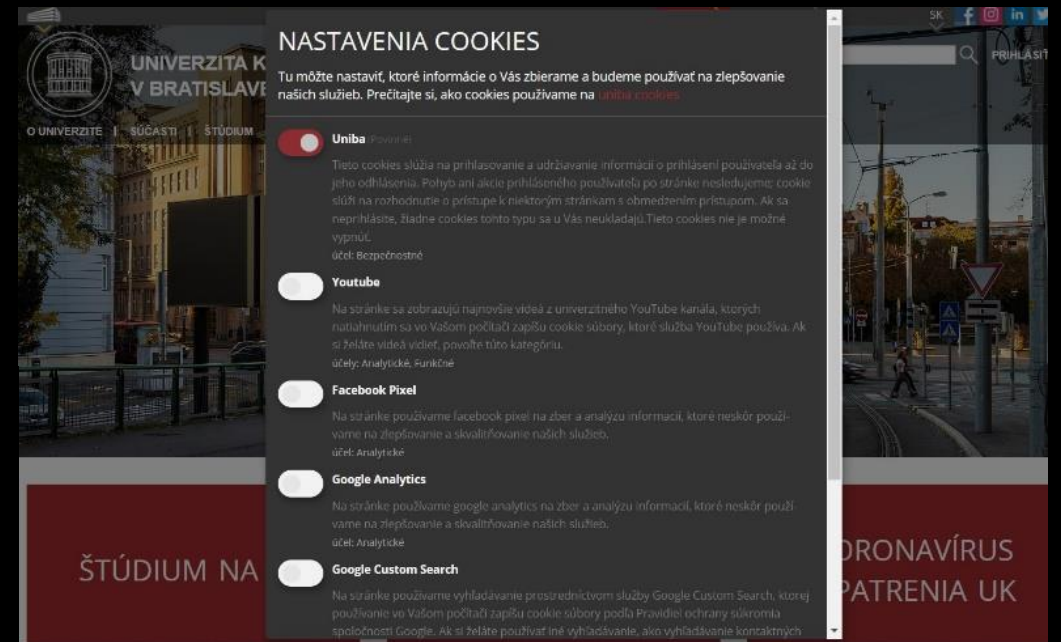 SK
UNIVERZITA K
V BRATISLAVE
PRIHLÁSIŤ
O UNIVERZITE | SÚČASTI | ŠTÚDIUM
NASTAVENIA COOKIES
Tu môžte nastaviť, ktoré informácie o Vás zbierame a budeme používať na zlepšovanie
našich služieb. Prečítajte si, ako cookies používame na uniba cookies
Uniba (Povinné)
Tieto cookies slúžia na prihlasovanie a udržiavanie informácii o prihlásení používateľa až do
jeho odhlásenia. Pohyb ani akcie prihláseného používateľa po stránke nesledujeme; cookie
slúži na rozhodnutie o prístupe k niektorým stránkam s obmedzením prístupom. Ak sa
neprihlásite, žiadne cookies tohto typu sa u Vás neukladajú.Tieto cookies nie je možné
vypnúť.
účel: Bezpečnostné
Youtube
Na stránke sa zobrazujú najnovšie videá z univerzitného YouTube kanála, ktorých
natiahnutím sa vo Vašom počítači zapíšu cookie súbory, ktoré služba YouTube používa. Ak
si želáte videá vidieť, povoľte túto kategóriu.
účely: Analytické, Funkčné
Facebook Pixel
Na stránke používame facebook pixel na zber a analýzu informacií, ktoré neskôr použí-
vame na zlepšovanie a skvalitňovanie našich služieb.
účel: Analytické
Google Analytics
Na stránke používame google analytics na zber a analýzu informacií, ktoré neskôr použí-
vame na zlepšovanie a skvalitňovanie našich služieb.
účel: Analytické
Google Custom Search
Na stránke používame vyhľadávanie prostredníctvom služby Google Custom Search, ktorej
používanie vo Vašom počítači zapíšu cookie súbory podľa Pravidiel ochrany súkromia
spoločnosti Google. Ak si želáte používať iné vyhľadávanie, ako vyhľadávanie kontaktných
ŠTÚDIUM NA
ORONAVÍRUS
PATRENIA UK